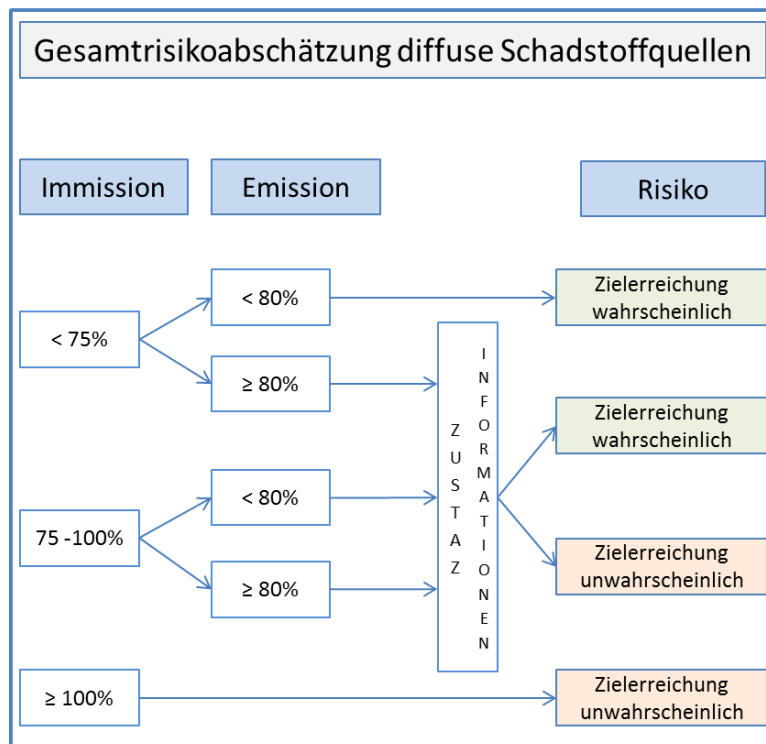 Gesamtrisikoabschätzung diffuse Schadstoffquellen
Immission
Emission
Risiko
< 75%
< 80%
≥ 80%
Zielerreichung
wahrscheinlich
75 -100%
< 80%
≥ 80%
ZUSTAZ
INFORMATIONEN
Zielerreichung
wahrscheinlich
Zielerreichung
unwahrscheinlich
≥ 100%
Zielerreichung
unwahrscheinlich